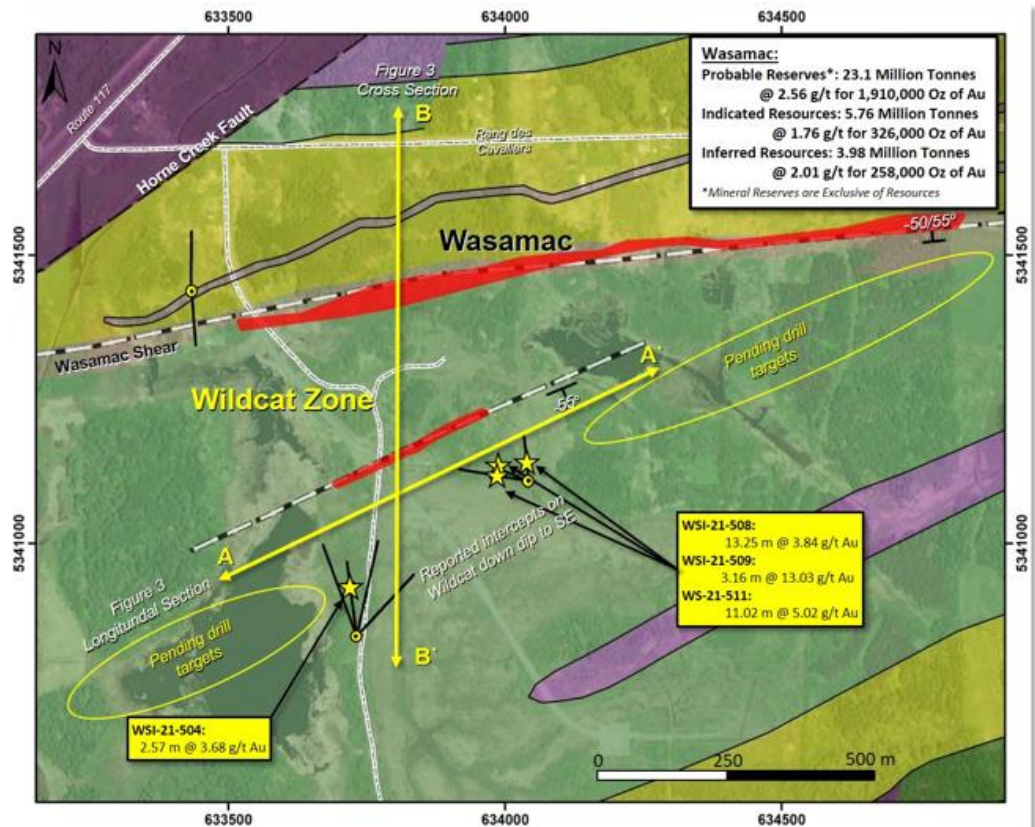 633500
634000
634500
N
Route 117
Horne Creek Fault
Figure 3
Cross Section
B
Rang des
Cavaliers
Wasamac:
Probable Reserves*: 23.1 Million Tonnes
@ 2.56 g/t for 1,910,000 Oz of Au
Indicated Resources: 5.76 Million Tonnes
@ 1.76 g/t for 326,000 Oz of Au
Inferred Resources: 3.98 Million Tonnes
@ 2.01 g/t for 258,000 Oz of Au
*Mineral Reserves are Exclusive of Resources
5341500
5341500
Wasamac
-50/55°
Wasamac Shear
Wildcat Zone
A'
-55°
Pending drill
targets
5341000
5341000
A
Figure 3
Longitundal Section
Reported intercepts on
Wildcat down dip to SE
WSI-21-508:
13.25 m @ 3.84 g/t Au
WSI-21-509:
3.16 m @ 13.03 g/t Au
WS-21-511:
11.02 m @ 5.02 g/t Au
Pending drill
targets
B'
WSI-21-504:
2.57 m @ 3.68 g/t Au
0
250
500 m
633500
634000
634500